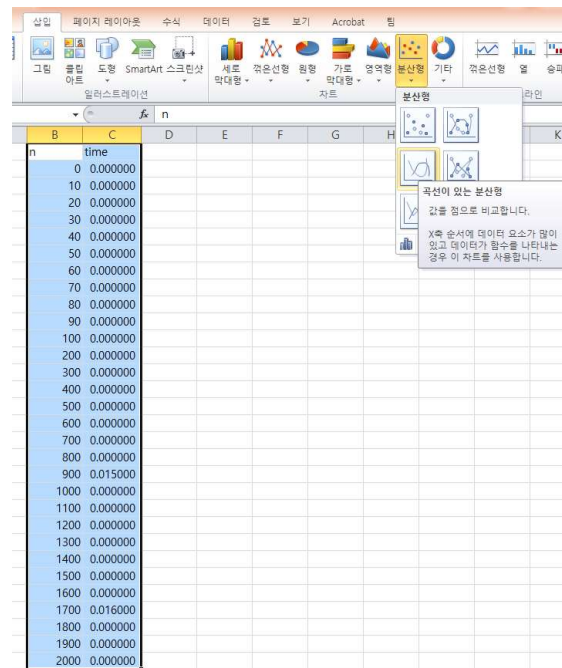 삽입 페이지 레이아웃 수식 데이터 검토 보기 Acrobat 팀
그림 클립 아트 도형 SmartArt 스크린샷 세로 막대형 꺾은선형 원형 가로 막대형 영역형 분산형 기타 꺾은선형 열 승패
일러스트레이션 차트
분산형
fx n
B C D E F G H K
n time
0 0.000000
10 0.000000
20 0.000000
30 0.000000
40 0.000000
50 0.000000
60 0.000000
70 0.000000
80 0.000000
90 0.000000
100 0.000000
200 0.000000
300 0.000000
400 0.000000
500 0.000000
600 0.000000
700 0.000000
800 0.000000
900 0.015000
1000 0.000000
1100 0.000000
1200 0.000000
1300 0.000000
1400 0.000000
1500 0.000000
1600 0.000000
1700 0.016000
1800 0.000000
1900 0.000000
2000 0.000000
곡선이 있는 분산형
값을 점으로 비교합니다.
X축 순서에 데이터 요소가 많이
있고 데이터가 함수를 나타내는
경우 이 차트를 사용합니다.